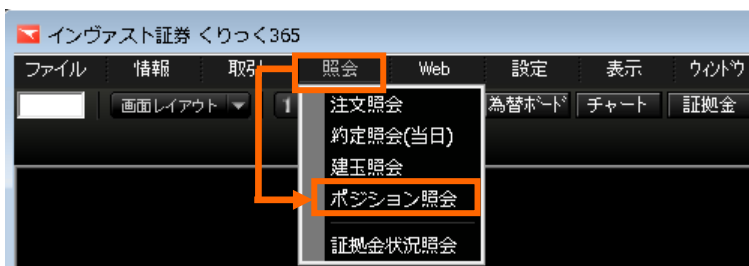 インヴァスト証券 くりっく365
ファイル 情報 取引 照会 Web 設定 表示 ウィンドウ
画面レイアウト 1 為替ボード チャート 証拠金
注文照会
約定照会(当日)
建玉照会
ポジション照会
証拠金状況照会